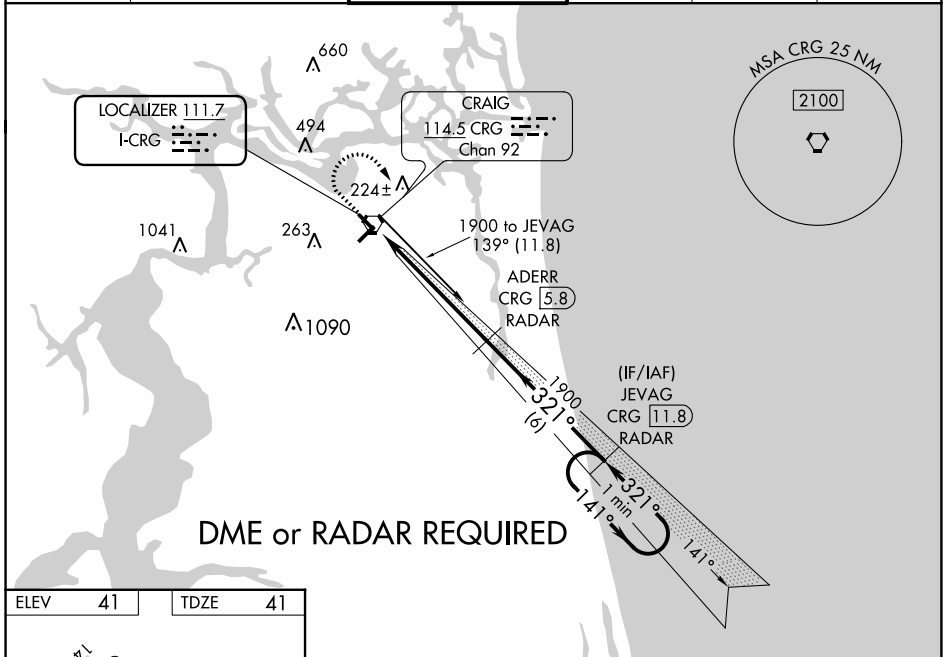 660
MSA CRG 25 NM
2100
LOCALIZER 111.7
I-CRG
CRAIG
114.5 CRG
Chan 92
494
224±
1041
263
1900 to JEVAG
139° (11.8)
ADERR
CRG 5.8
RADAR
1090
(IF/IAF)
JEVAG
CRG 11.8
RADAR
1900
321°
(6)
321°
1 min
141°
141°
DME or RADAR REQUIRED
ELEV 41
TDZE 41